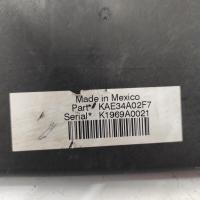 Made in Mexico
Part* KAE34A02F7
Serial* K1969A0021